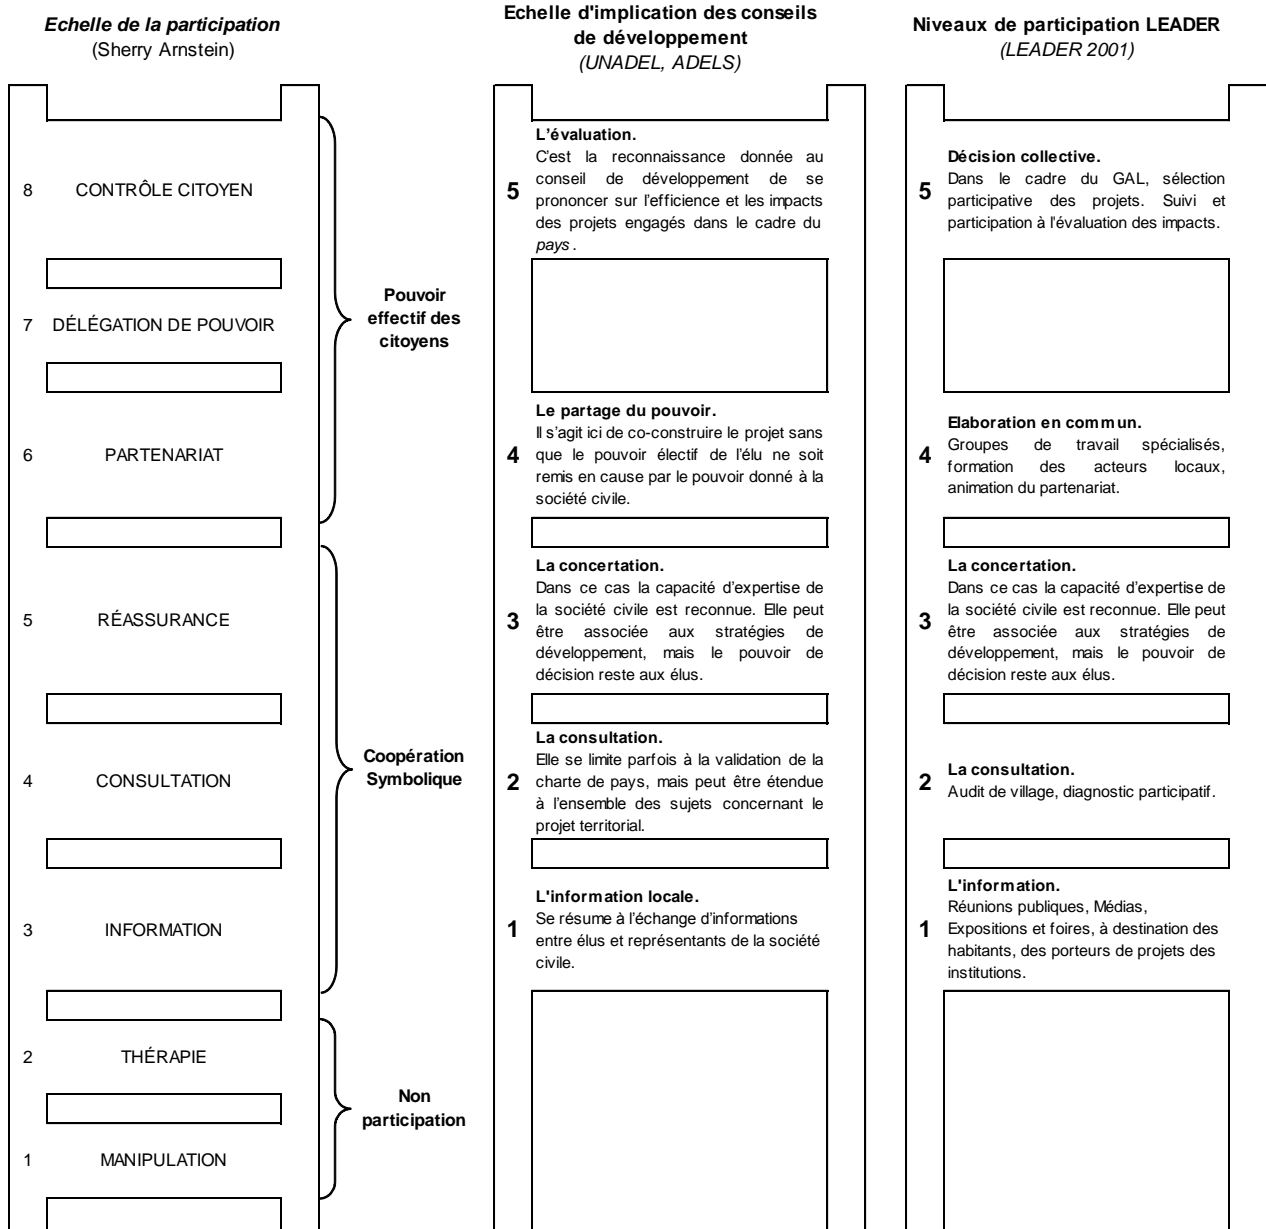 Echelle de la participation
(Sherry Arnstein)
8 CONTRÔLE CITOYEN
7 DÉLÉGATION DE POUVOIR
6 PARTENARIAT
5 RÉASSURANCE
4 CONSULTATION
3 INFORMATION
2 THÉRAPIE
1 MANIPULATION
Pouvoir
effectif des
citoyens
Coopération
Symbolique
Non
participation
Echelle d'implication des conseils
de développement
(UNADEL, ADELS)
5
L'évaluation.
C'est la reconnaissance donnée au
conseil de développement de se
prononcer sur l'efficience et les impacts
des projets engagés dans le cadre du
pays.
4
Le partage du pouvoir.
Il s'agit ici de co-construire le projet sans
que le pouvoir électif de l'élu ne soit
remis en cause par le pouvoir donné à la
société civile.
3
La concertation.
Dans ce cas la capacité d'expertise de
la société civile est reconnue. Elle peut
être associée aux stratégies de
développement, mais le pouvoir de
décision reste aux élus.
2
La consultation.
Elle se limite parfois à la validation de la
charte de pays, mais peut être étendue
à l'ensemble des sujets concernant le
projet territorial.
1
L'information locale.
Se résume à l'échange d'informations
entre élus et représentants de la société
civile.
Niveaux de participation LEADER
(LEADER 2001)
5
Décision collective.
Dans le cadre du GAL, sélection
participative des projets. Suivi et
participation à l'évaluation des impacts.
4
Elaboration en commun.
Groupes de travail spécialisés,
formation des acteurs locaux,
animation du partenariat.
3
La concertation.
Dans ce cas la capacité d'expertise de
la société civile est reconnue. Elle peut
être associée aux stratégies de
développement, mais le pouvoir de
décision reste aux élus.
2
La consultation.
Audit de village, diagnostic participatif.
1
L'information.
Réunions publiques, Médias,
Expositions et foires, à destination des
habitants, des porteurs de projets des
institutions.